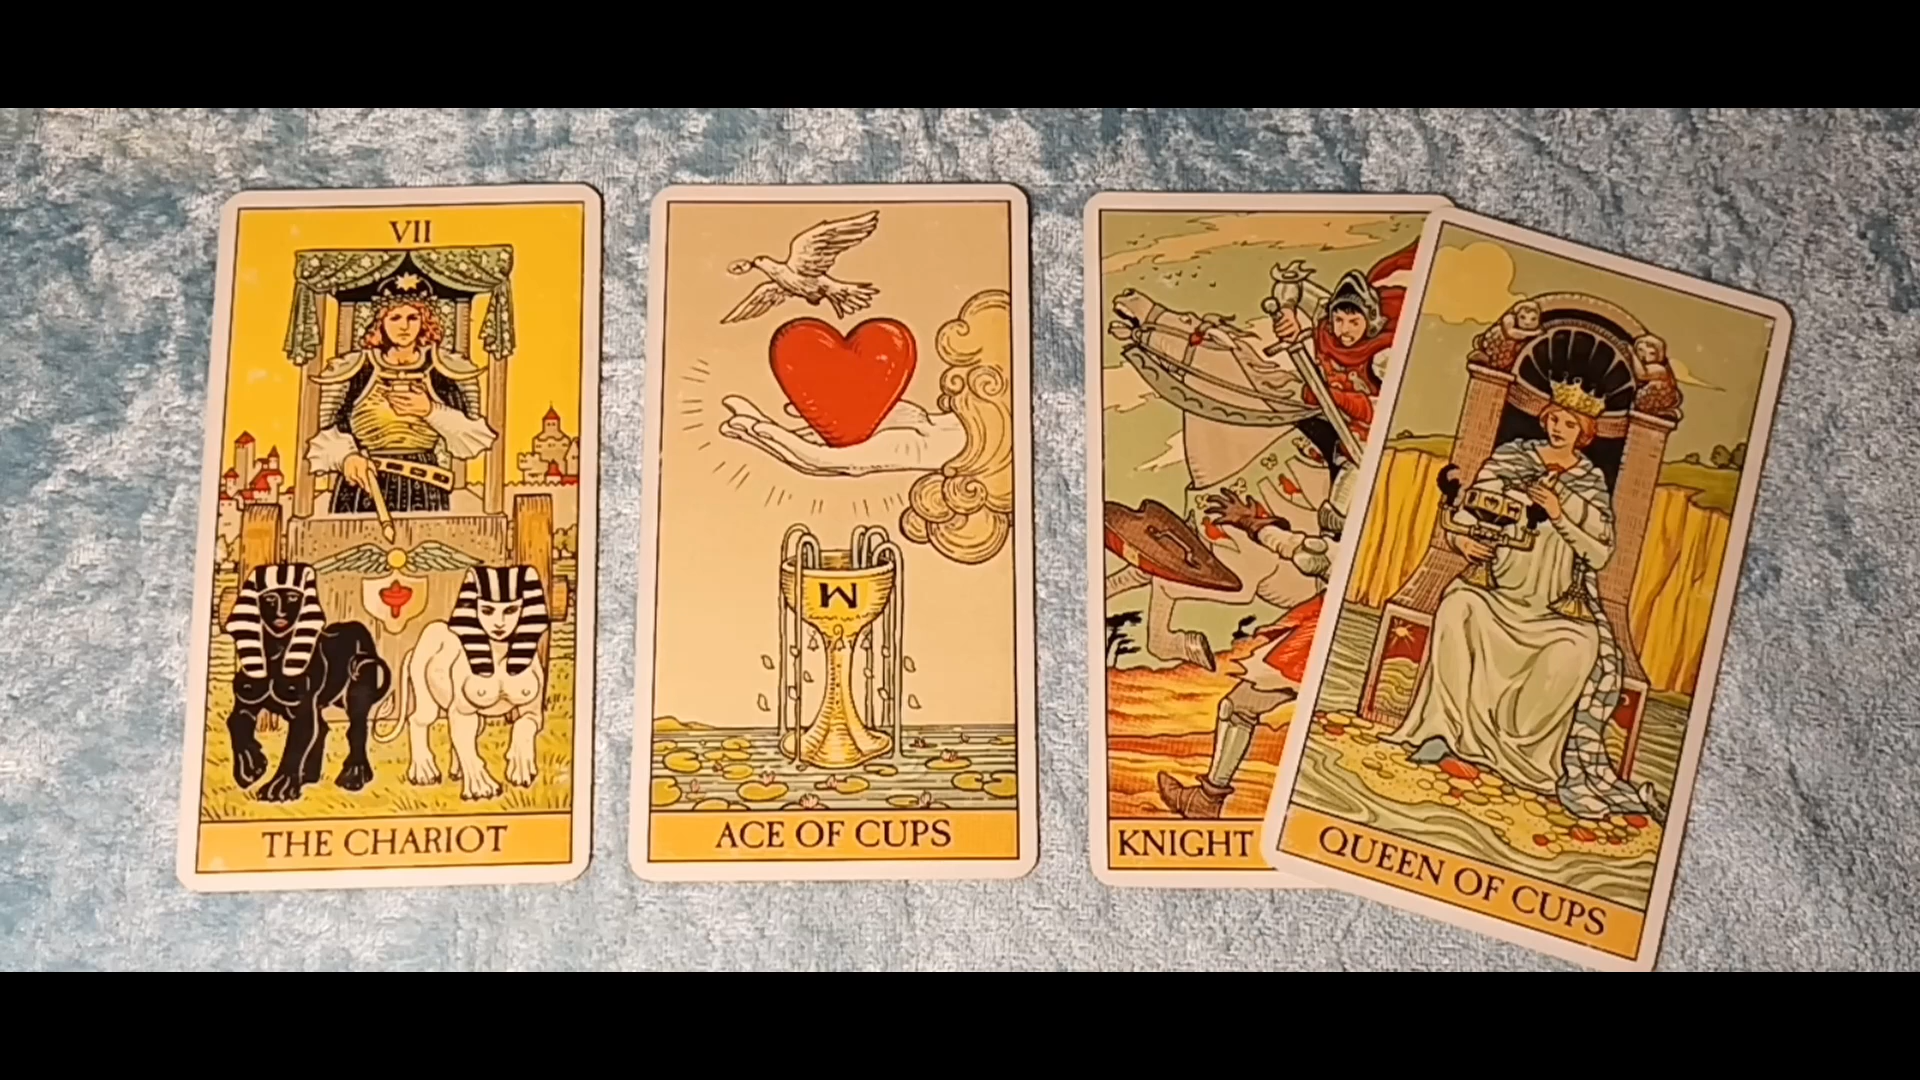 VII
THE CHARIOT
M
ACE OF CUPS
KNIGHT
QUEEN OF CUPS